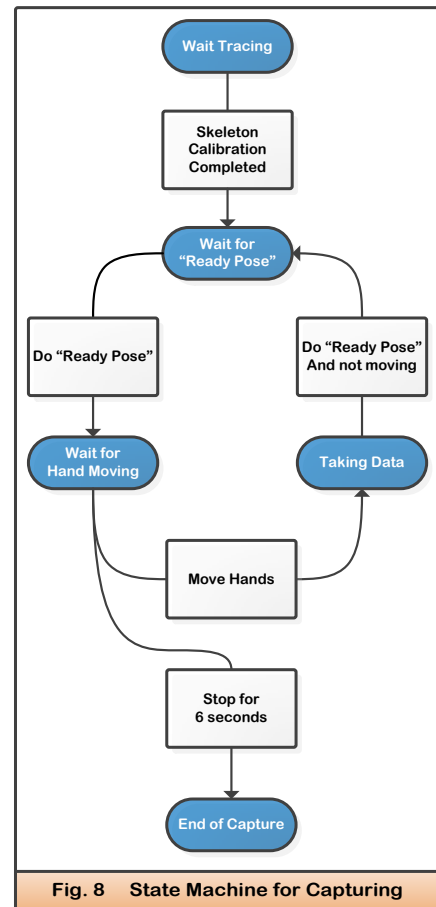 Wait Tracing
Skeleton
Calibration
Completed
Wait for
“Ready Pose”
Do “Ready Pose”
Do “Ready Pose”
And not moving
Wait for
Hand Moving
Taking Data
Move Hands
Stop for
6 seconds
End of Capture
Fig. 8 State Machine for Capturing